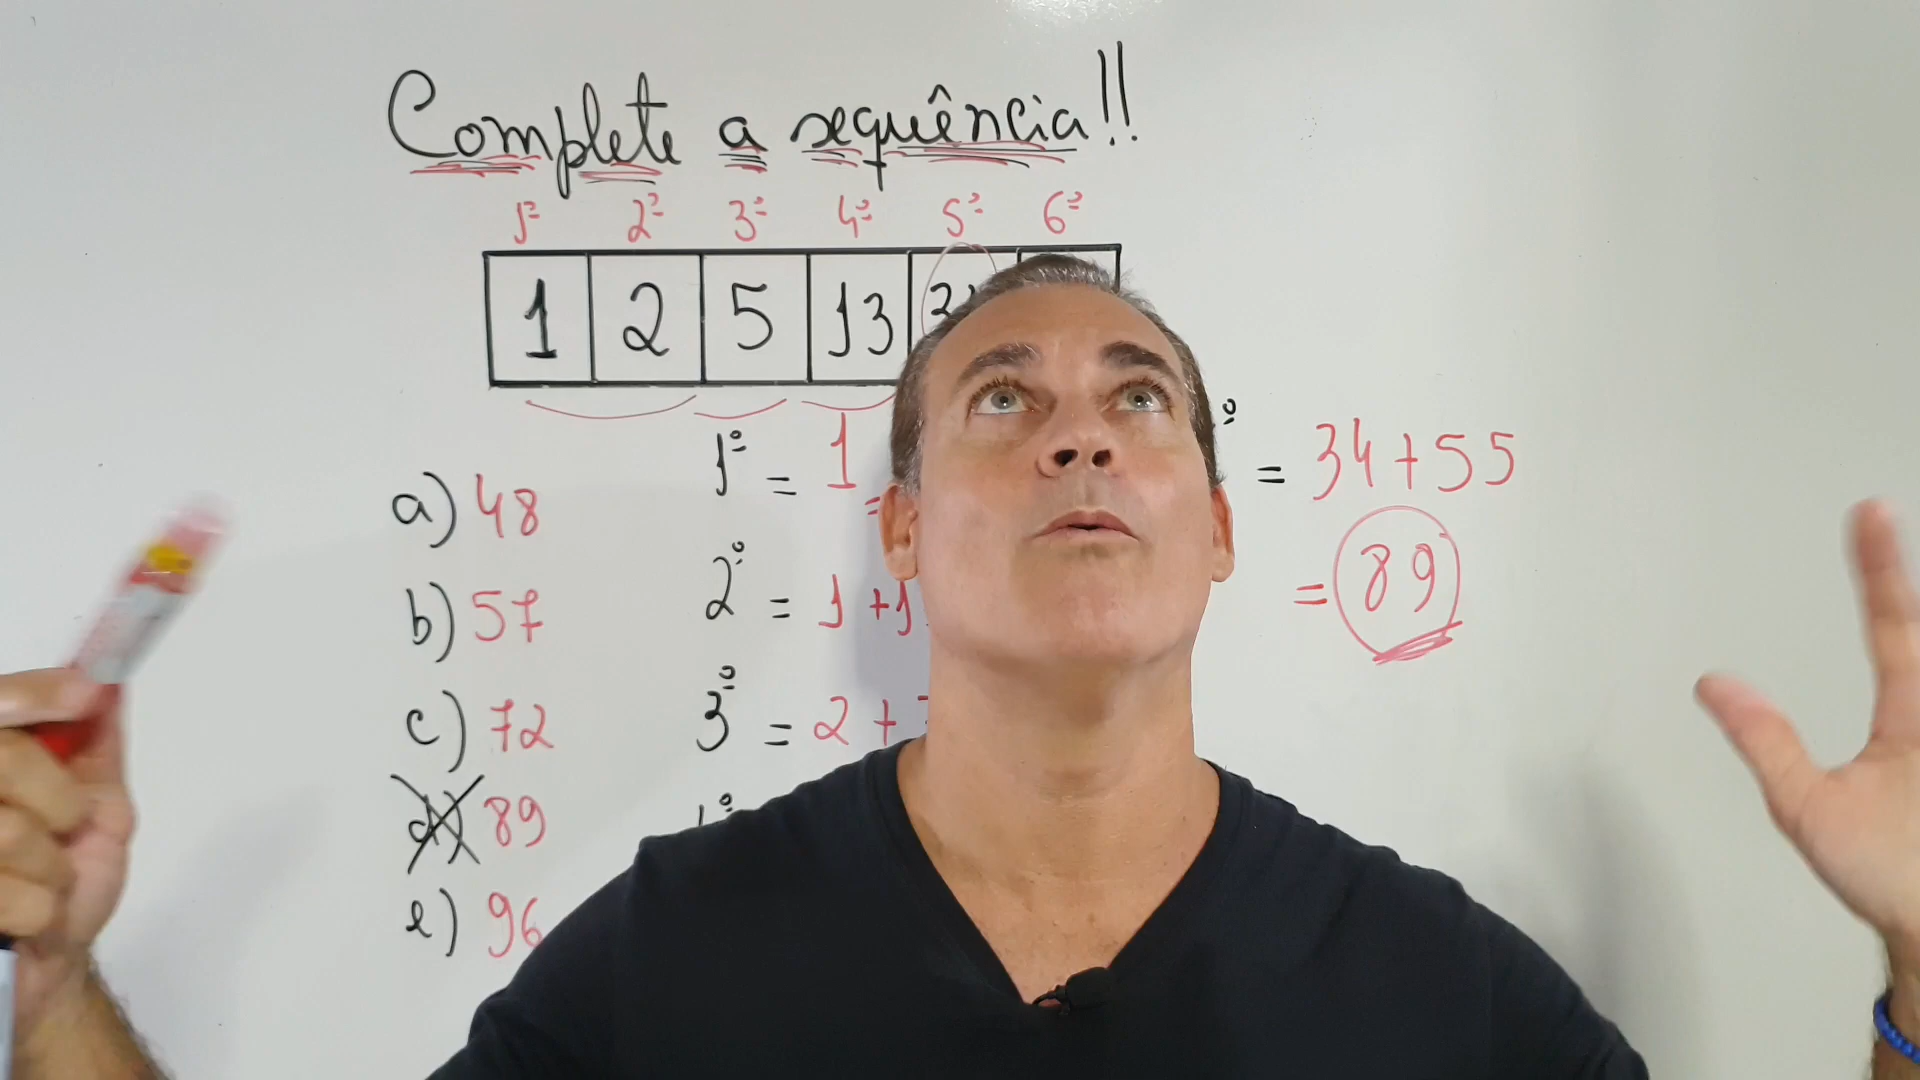 Complete a sequência!!
1º 2º 3º 4º 5º 6º
1 2 5 13
1º = 1
= 34+55
a) 48
= 89
2º = 1 +1
b) 57
3º = 2 +
c) 72
d) 89
e) 96